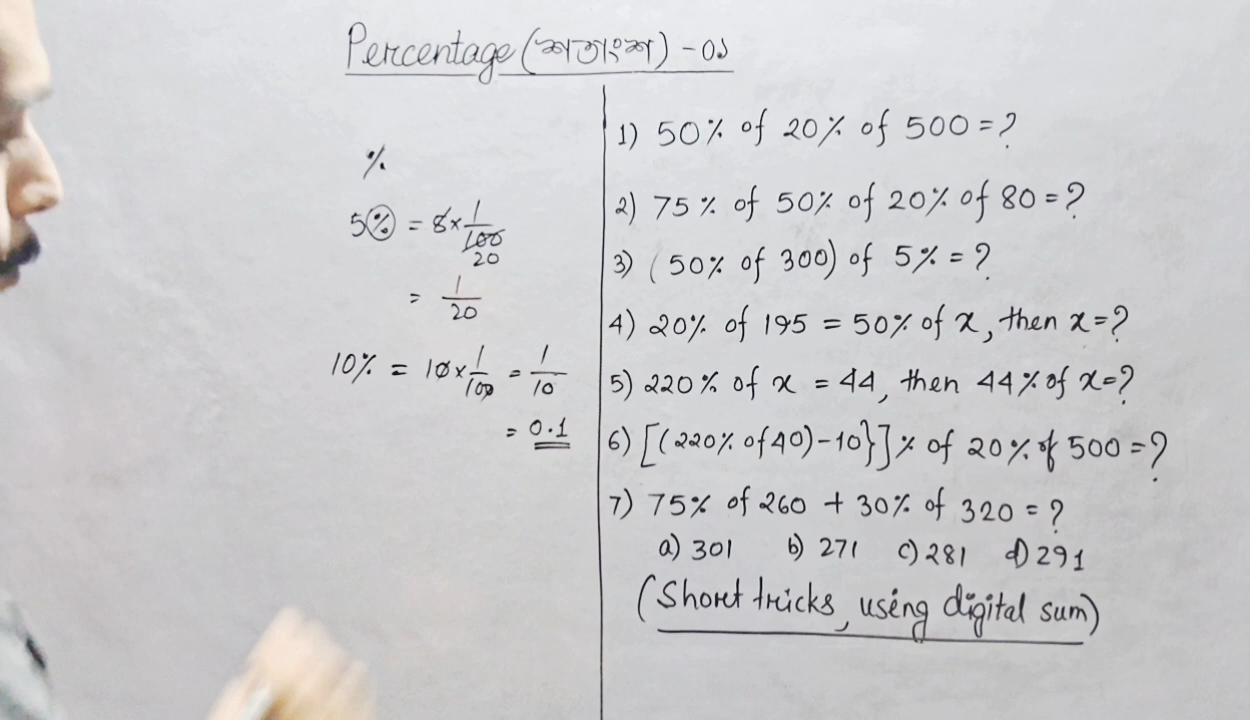 Percentage (শতাংশ) - 01
%
5% = 5 × 1/100 20
= 1/20
10% = 10 × 1/100 = 1/10
= 0.1
1) 50% of 20% of 500 = ?
2) 75% of 50% of 20% of 80 = ?
3) (50% of 300) of 5% = ?
4) 20% of 195 = 50% of x, then x = ?
5) 220% of x = 44, then 44% of x = ?
6) [(220% of 40) - 10}]% of 20% of 500 = ?
7) 75% of 260 + 30% of 320 = ?
a) 301 b) 271 c) 281 d) 291
(Short tricks, using digital sum)